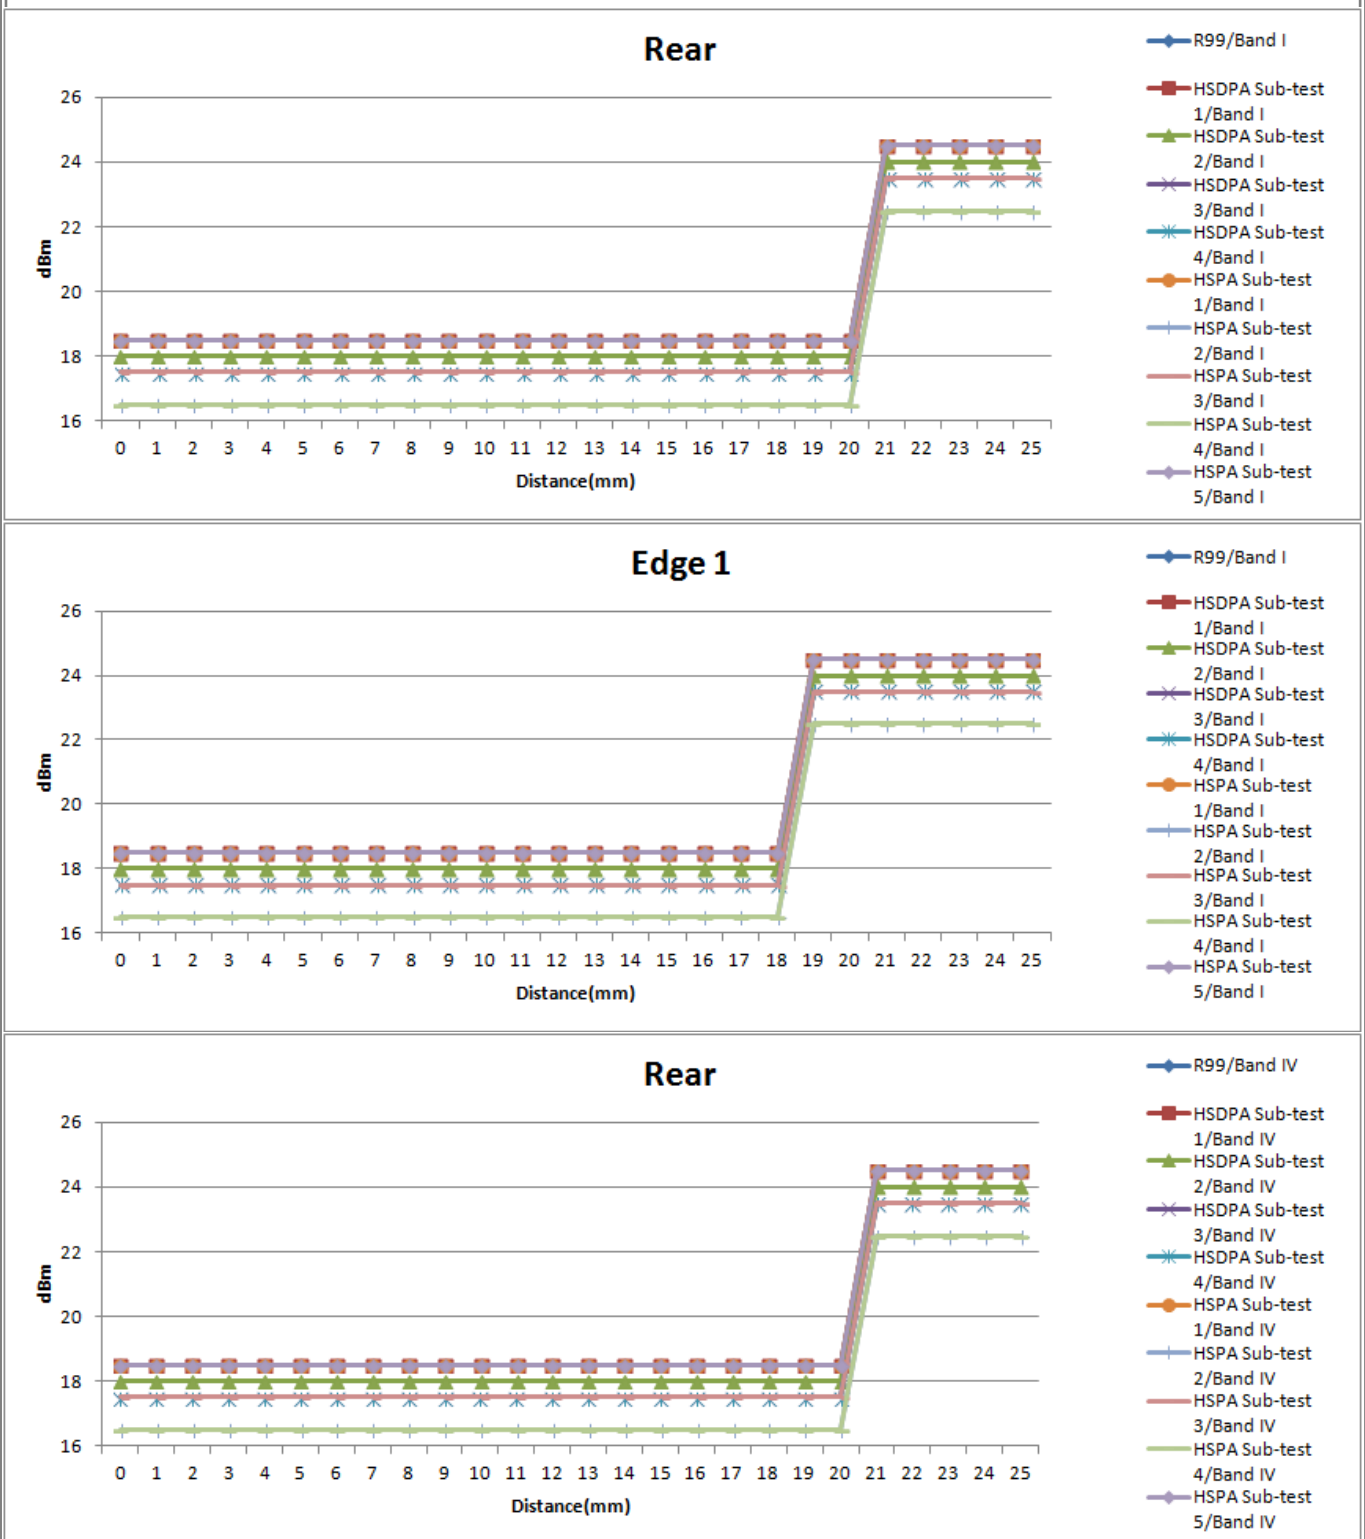 Rear
26
24
22
20
18
16
dBm
0 1 2 3 4 5 6 7 8 9 10 11 12 13 14 15 16 17 18 19 20 21 22 23 24 25
Distance(mm)
R99/Band I
HSDPA Sub-test
1/Band I
HSDPA Sub-test
2/Band I
HSDPA Sub-test
3/Band I
HSDPA Sub-test
4/Band I
HSPA Sub-test
1/Band I
HSPA Sub-test
2/Band I
HSPA Sub-test
3/Band I
HSPA Sub-test
4/Band I
HSPA Sub-test
5/Band I
Edge 1
26
24
22
20
18
16
dBm
0 1 2 3 4 5 6 7 8 9 10 11 12 13 14 15 16 17 18 19 20 21 22 23 24 25
Distance(mm)
R99/Band I
HSDPA Sub-test
1/Band I
HSDPA Sub-test
2/Band I
HSDPA Sub-test
3/Band I
HSDPA Sub-test
4/Band I
HSPA Sub-test
1/Band I
HSPA Sub-test
2/Band I
HSPA Sub-test
3/Band I
HSPA Sub-test
4/Band I
HSPA Sub-test
5/Band I
Rear
26
24
22
20
18
16
dBm
0 1 2 3 4 5 6 7 8 9 10 11 12 13 14 15 16 17 18 19 20 21 22 23 24 25
Distance(mm)
R99/Band IV
HSDPA Sub-test
1/Band IV
HSDPA Sub-test
2/Band IV
HSDPA Sub-test
3/Band IV
HSDPA Sub-test
4/Band IV
HSPA Sub-test
1/Band IV
HSPA Sub-test
2/Band IV
HSPA Sub-test
3/Band IV
HSPA Sub-test
4/Band IV
HSPA Sub-test
5/Band IV